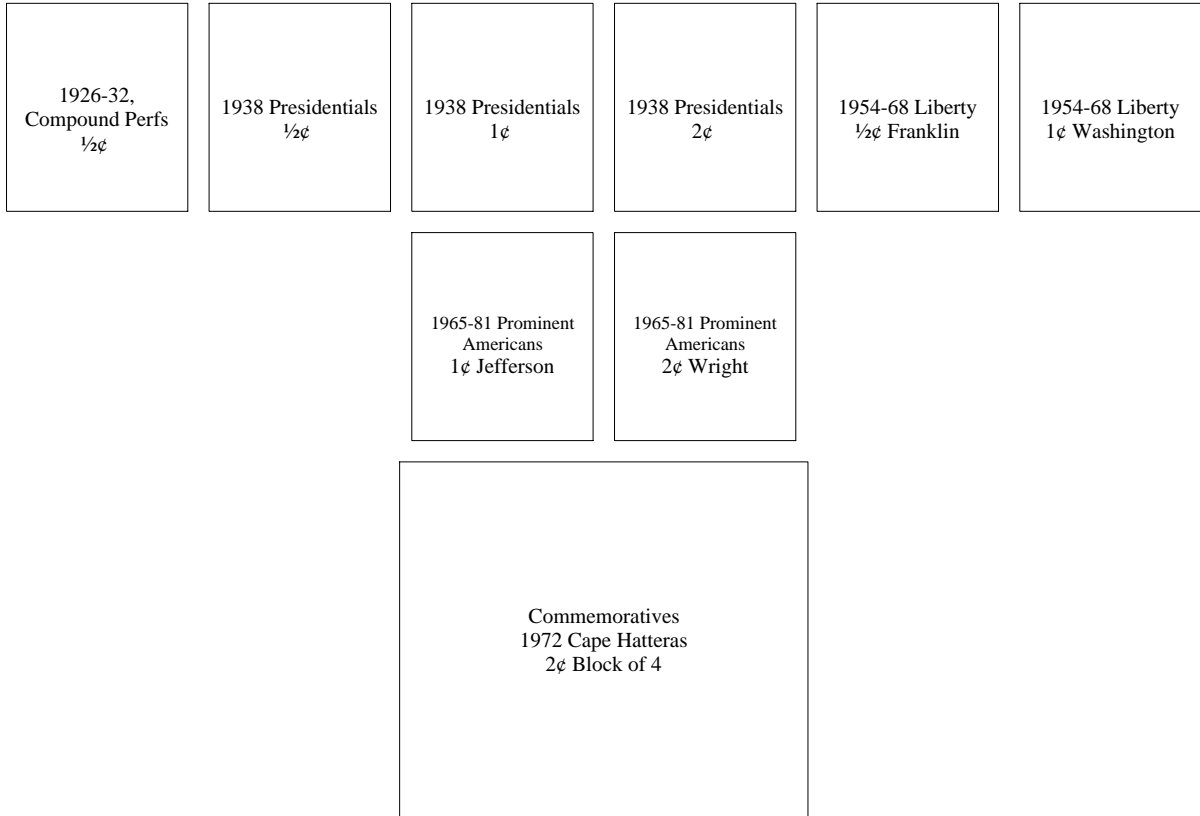 1926-32,
Compound Perfs
½¢
1938 Presidentials
½¢
1938 Presidentials
1¢
1938 Presidentials
2¢
1954-68 Liberty
½¢ Franklin
1954-68 Liberty
1¢ Washington
1965-81 Prominent
Americans
1¢ Jefferson
1965-81 Prominent
Americans
2¢ Wright
Commemoratives
1972 Cape Hatteras
2¢ Block of 4